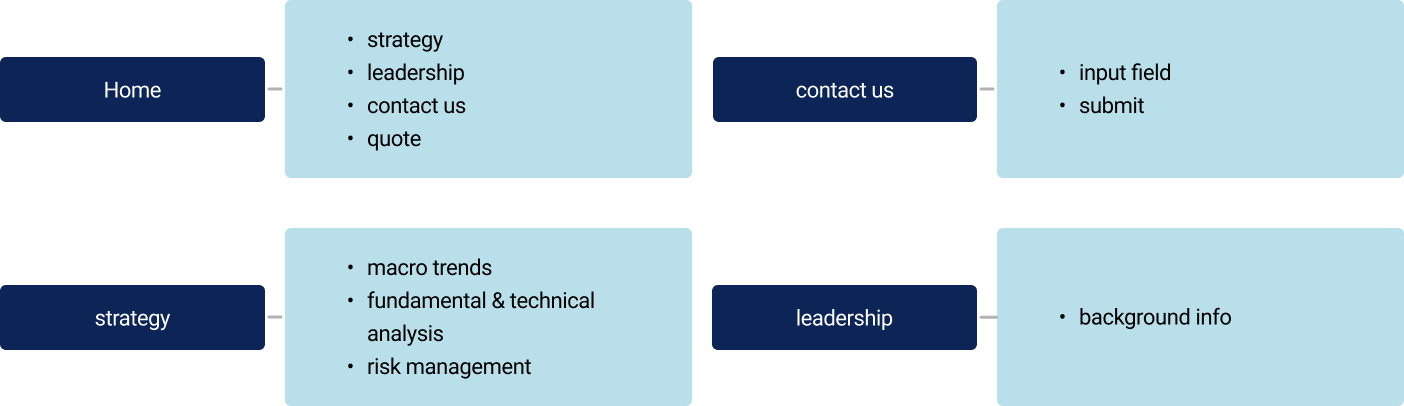 Home
• strategy
• leadership
• contact us
• quote
contact us
• input field
• submit
strategy
• macro trends
• fundamental & technical
analysis
• risk management
leadership
• background info